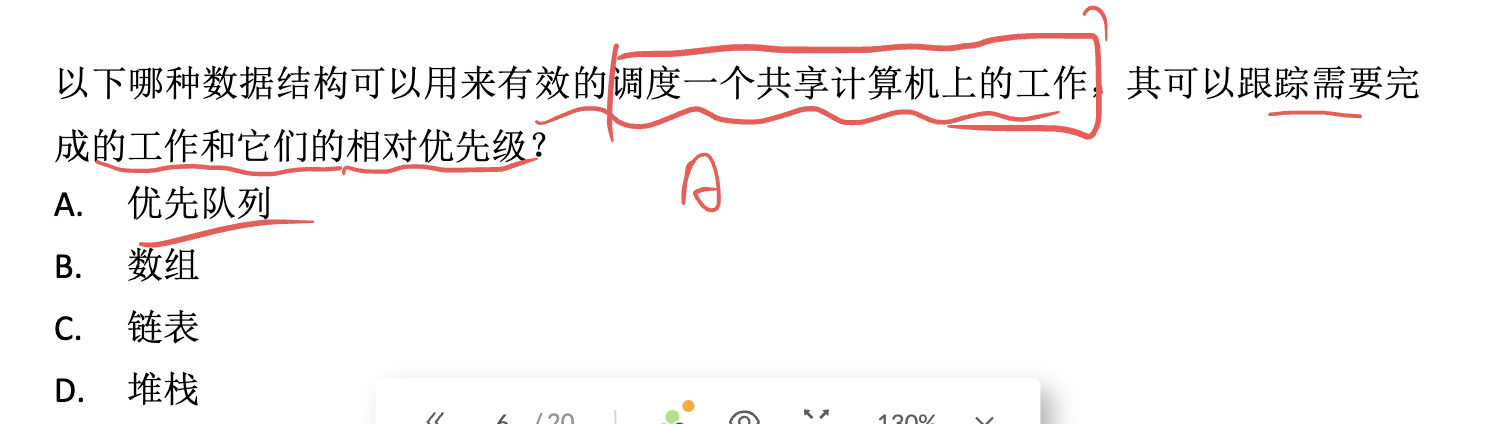 以下哪种数据结构可以用来有效的调度一个共享计算机上的工作，其可以跟踪需要完
成的工作和它们的相对优先级？
A
A. 优先队列
B. 数组
C. 链表
D. 堆栈
6 / 20 130%